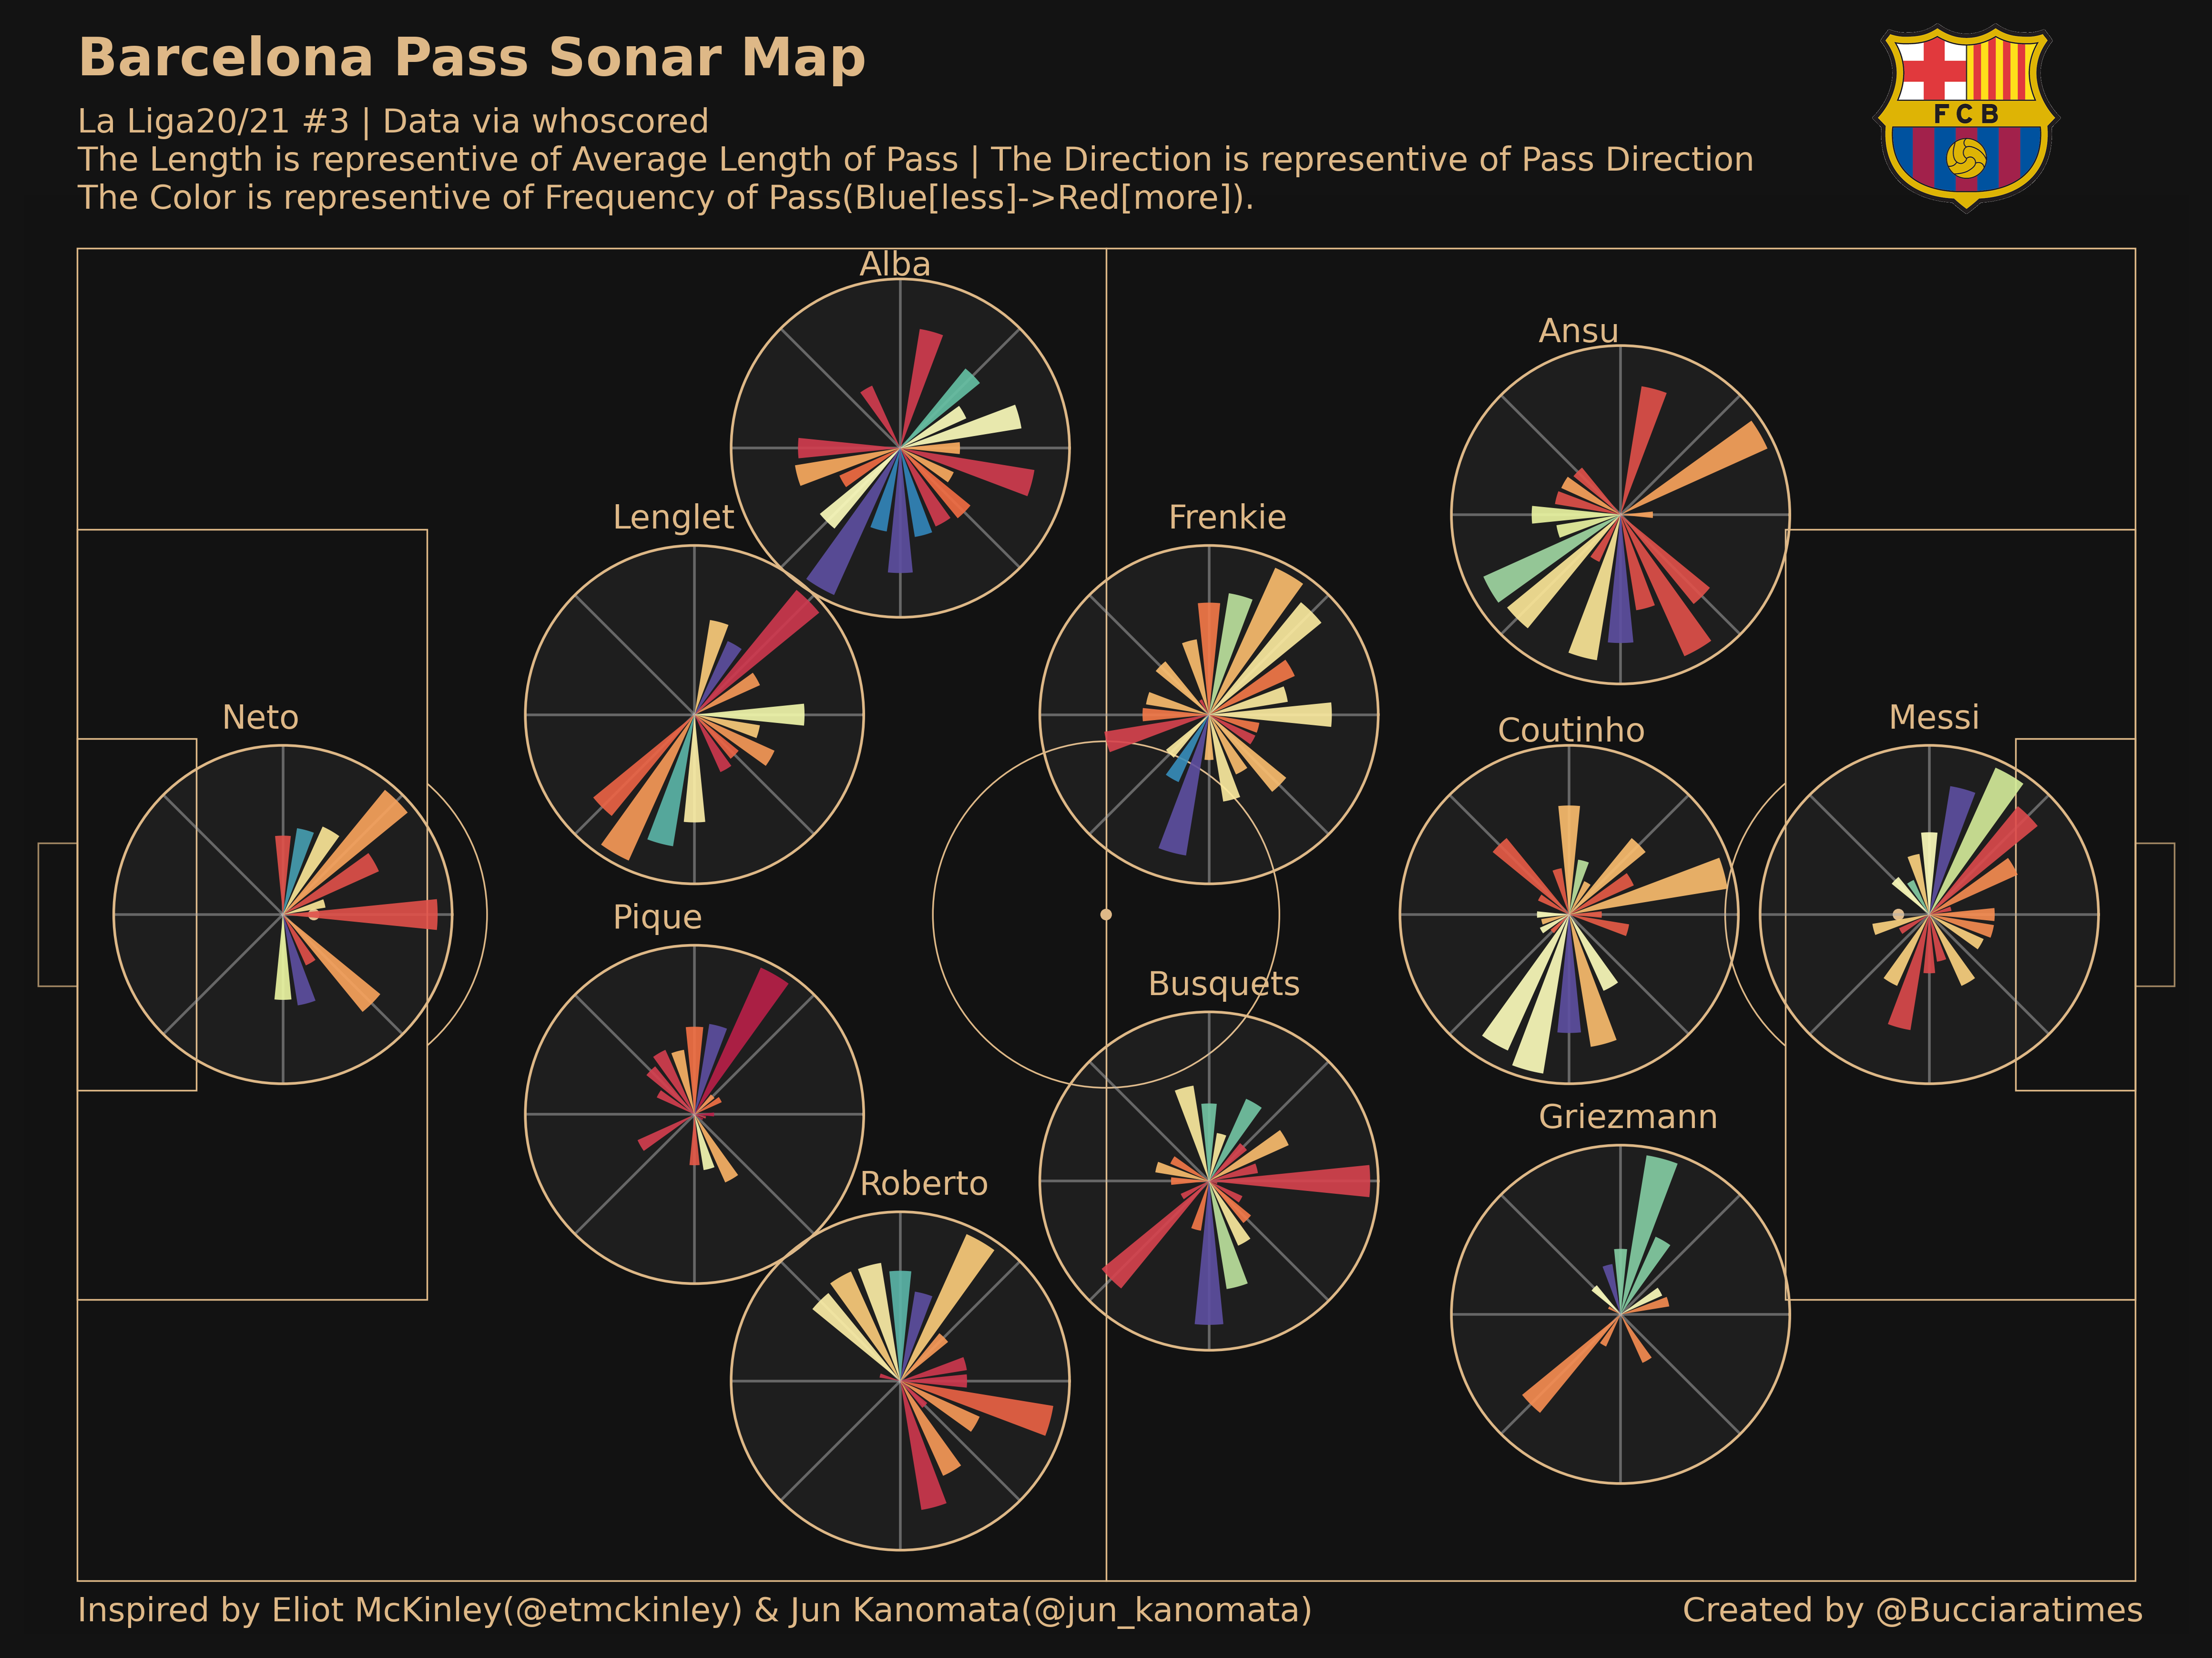 Barcelona Pass Sonar Map
La Liga20/21 #3 | Data via whoscored
The Length is representive of Average Length of Pass | The Direction is representive of Pass Direction
The Color is representive of Frequency of Pass(Blue[less]->Red[more]).
FCB
Alba
Ansu
Lenglet
Frenkie
Neto
Coutinho
Messi
Pique
Busquets
Griezmann
Roberto
Inspired by Eliot McKinley(@etmckinley) & Jun Kanomata(@jun_kanomata)
Created by @Bucciaratimes